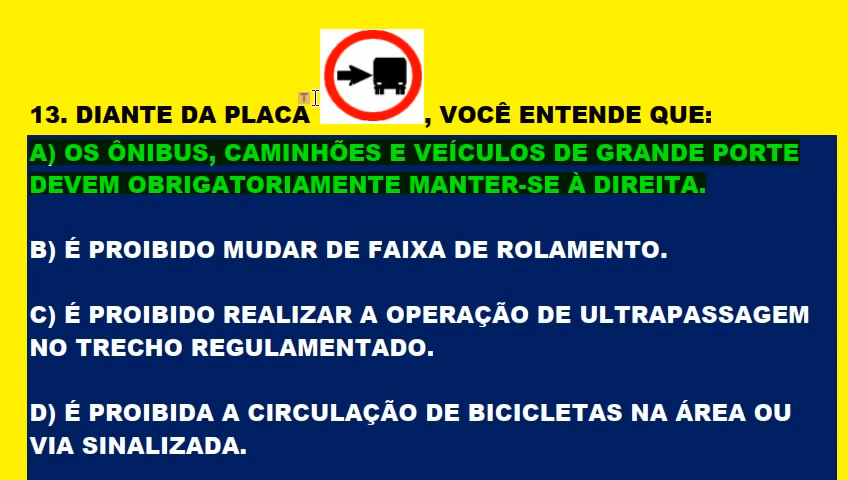 13. DIANTE DA PLACA , VOCÊ ENTENDE QUE:
A) OS ÔNIBUS, CAMINHÕES E VEÍCULOS DE GRANDE PORTE
DEVEM OBRIGATORIAMENTE MANTER-SE À DIREITA.
B) É PROIBIDO MUDAR DE FAIXA DE ROLAMENTO.
C) É PROIBIDO REALIZAR A OPERAÇÃO DE ULTRAPASSAGEM
NO TRECHO REGULAMENTADO.
D) É PROIBIDA A CIRCULAÇÃO DE BICICLETAS NA ÁREA OU
VIA SINALIZADA.